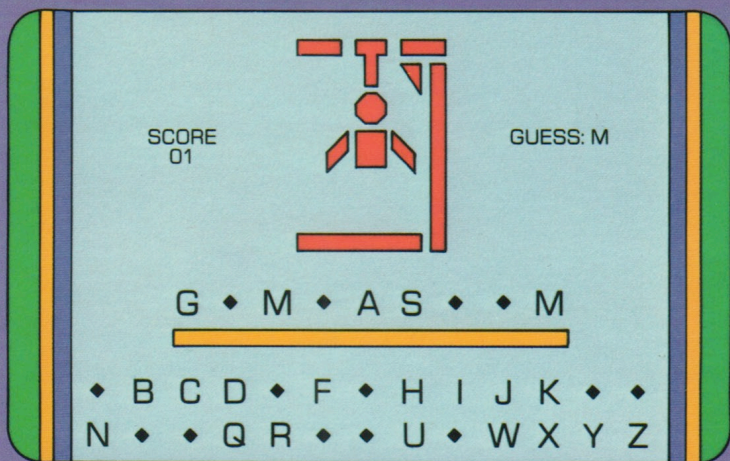 SCORE
01
GUESS: M
G ◆ M ◆ A S ◆ ◆ M
◆ B C D ◆ F ◆ H I J K ◆ ◆
N ◆ ◆ Q R ◆ ◆ U ◆ W X Y Z